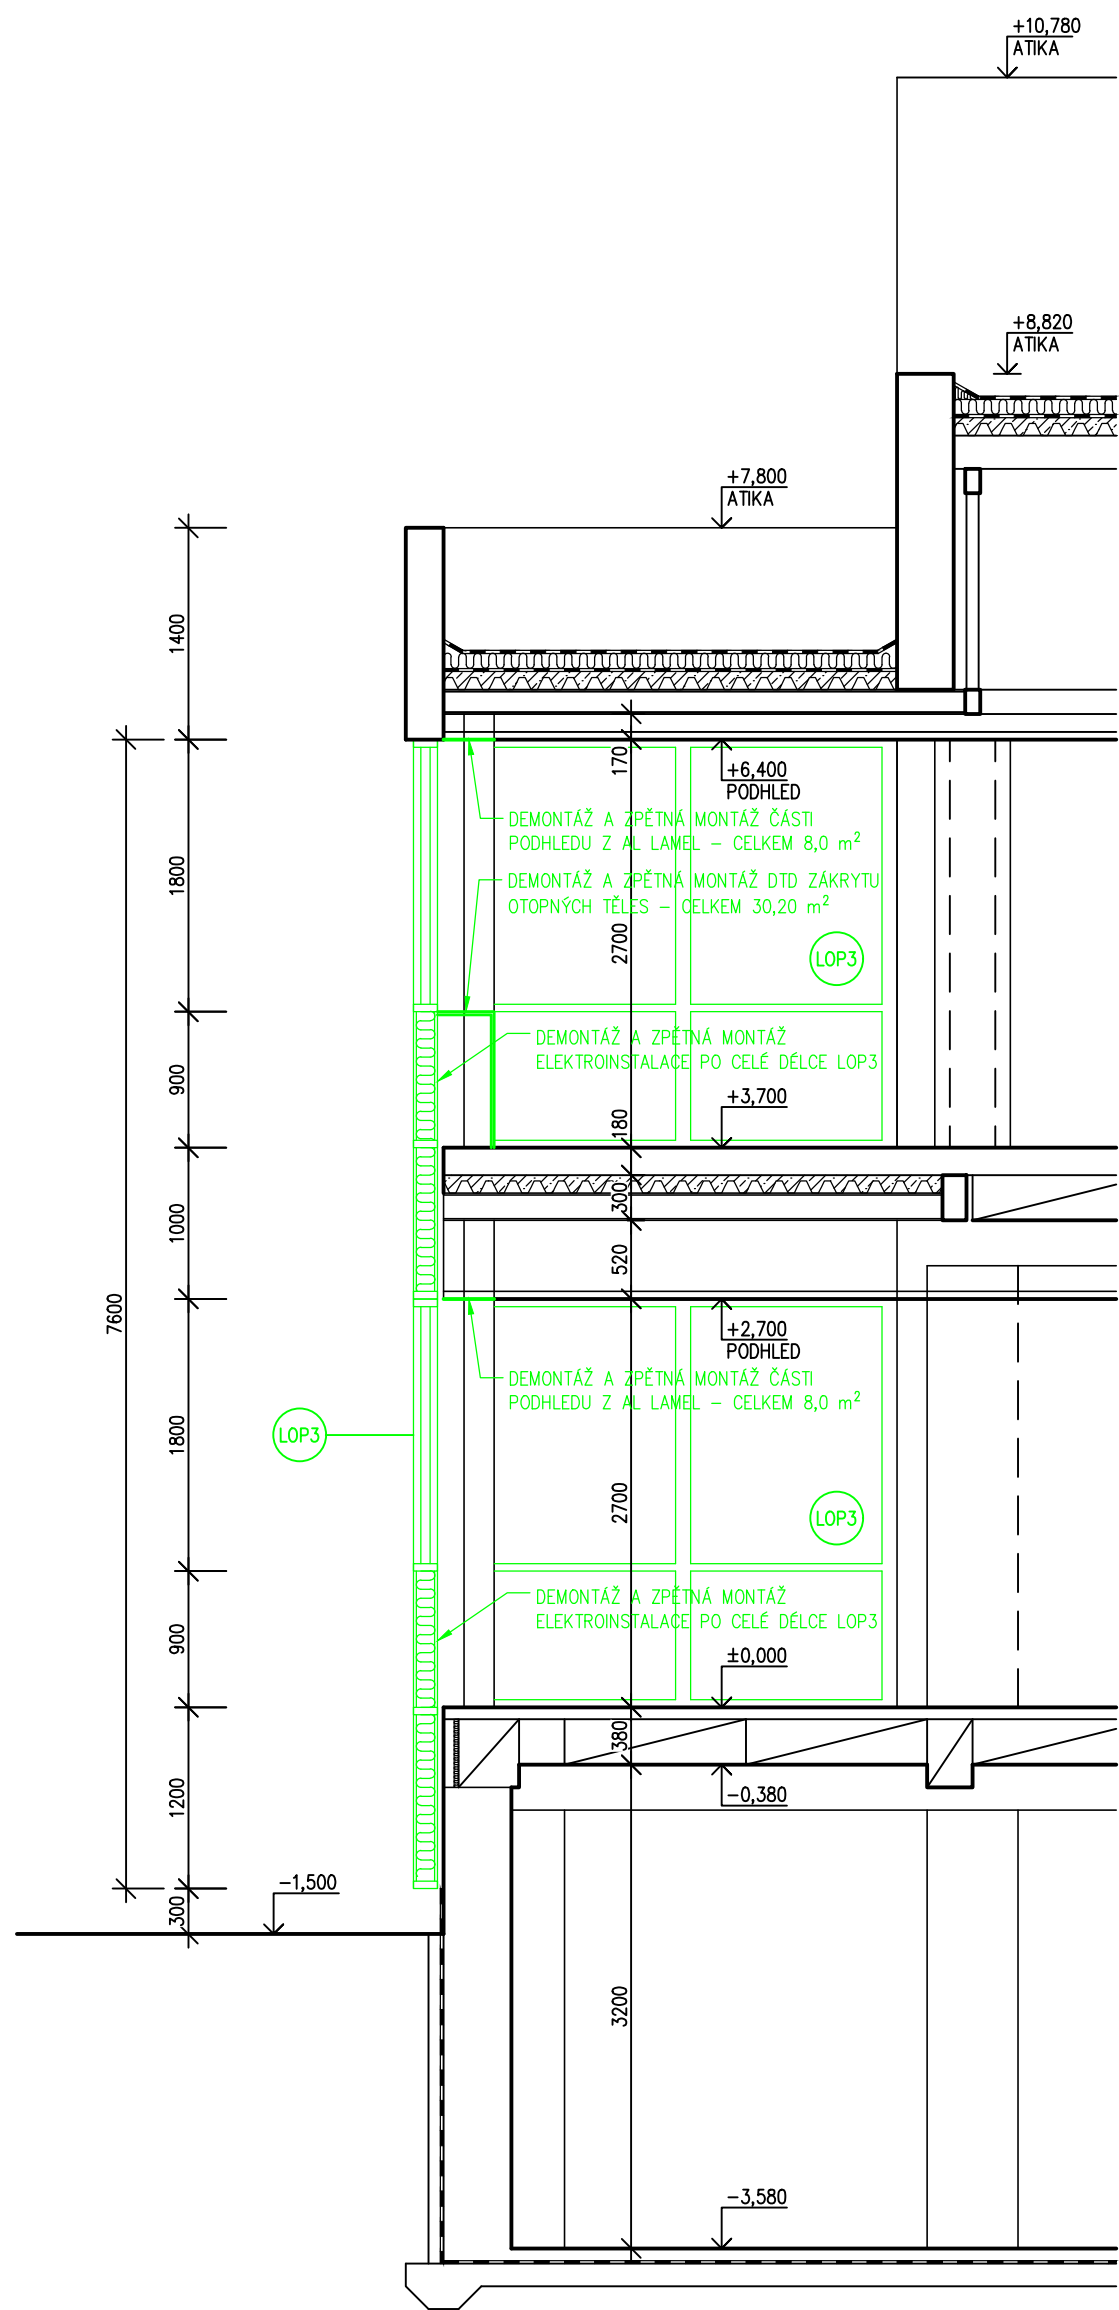 +10,780
ATIKA
+8,820
ATIKA
+7,800
ATIKA
1400
170
+6,400
PODHLED
DEMONTÁŽ A ZPĚTNÁ MONTÁŽ ČÁSTI
PODHLEDU Z AL LAMEL – CELKEM 8,0 m²
1800
DEMONTÁŽ A ZPĚTNÁ MONTÁŽ DTD ZÁKRYTU
OTOPNÝCH TĚLES – CELKEM 30,20 m²
2700
LOP3
DEMONTÁŽ A ZPĚTNÁ MONTÁŽ
ELEKTROINSTALACE PO CELÉ DÉLCE LOP3
900
+3,700
180
300
1000
520
7600
+2,700
PODHLED
DEMONTÁŽ A ZPĚTNÁ MONTÁŽ ČÁSTI
PODHLEDU Z AL LAMEL – CELKEM 8,0 m²
LOP3
1800
2700
LOP3
DEMONTÁŽ A ZPĚTNÁ MONTÁŽ
ELEKTROINSTALACE PO CELÉ DÉLCE LOP3
900
±0,000
380
–0,380
1200
–1,500
300
3200
–3,580